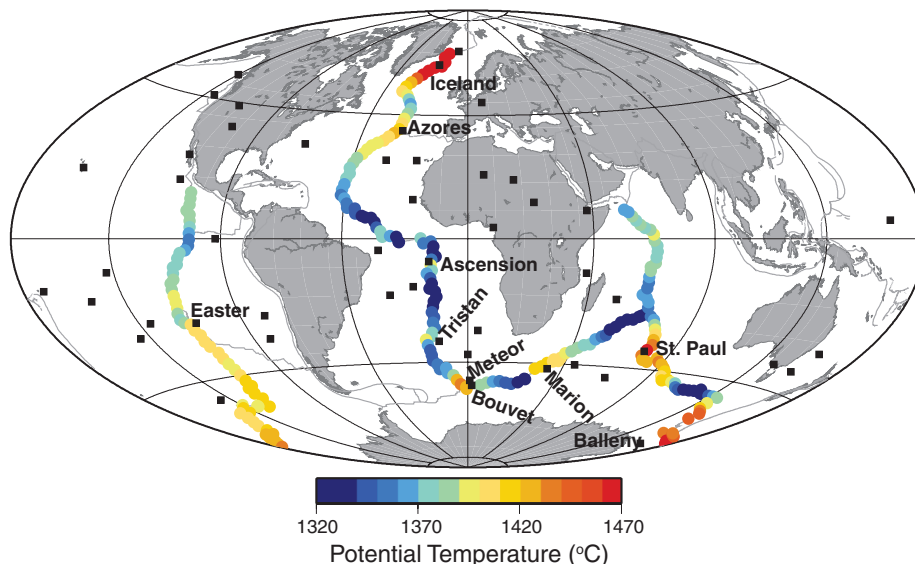 Iceland
Azores
Ascension
Easter
Tristan
St. Paul
Meteor
Marion
Bouvet
Balleny
1320 1370 1420 1470
Potential Temperature (°C)